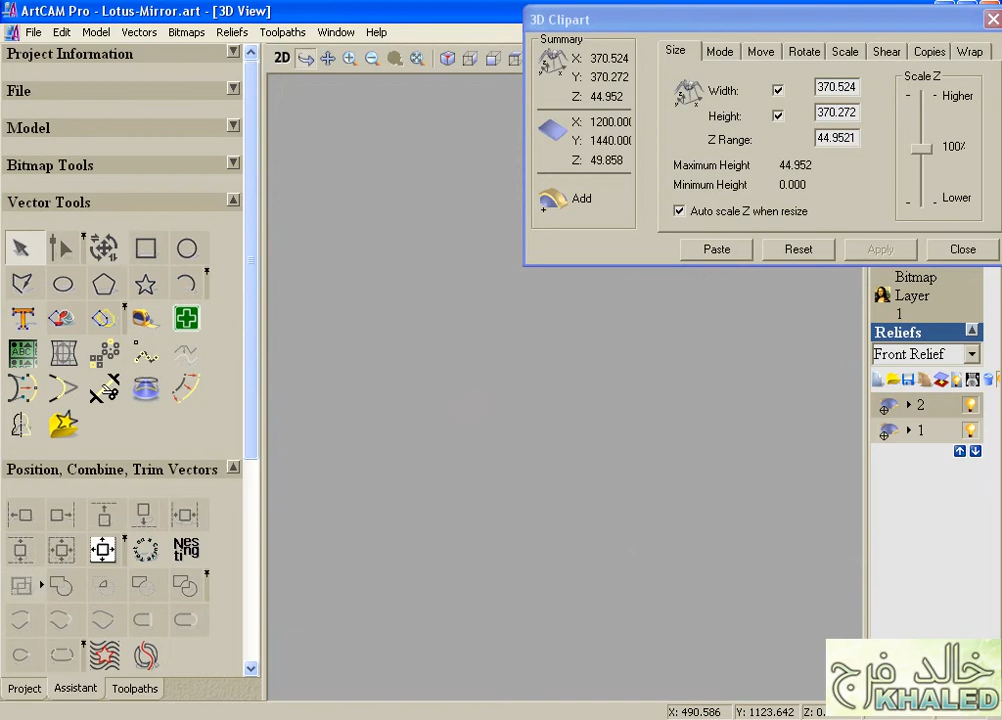 ArtCAM Pro - Lotus-Mirror.art - [3D View]
File Edit Model Vectors Bitmaps Reliefs Toolpaths Window Help
Project Information
File
Model
Bitmap Tools
Vector Tools
Position, Combine, Trim Vectors
Project Assistant Toolpaths
2D
3D Clipart
Summary
X: 370.524
Y: 370.272
Z: 44.952
X: 1200.00
Y: 1440.00
Z: 49.858
Add
Size Mode Move Rotate Scale Shear Copies Wrap
Width: 370.524
Height: 370.272
Z Range: 44.9521
Maximum Height 44.952
Minimum Height 0.000
Auto scale Z when resize
Scale Z
Higher
100%
Lower
Paste Reset Apply Close
Bitmap
Layer
1
Reliefs
Front Relief
2
1
X: 490.586 Y: 1123.642 Z: 0.
خالد فرج
KHALED